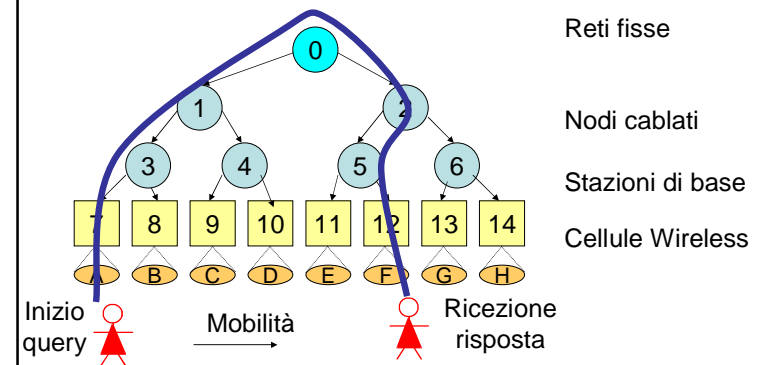 Reti fisse
0
1
2
Nodi cablati
3
4
5
6
Stazioni di base
7
8
9
10
11
12
13
14
Cellule Wireless
A
B
C
D
E
F
G
H
Inizio
query
Mobilità
Ricezione
risposta